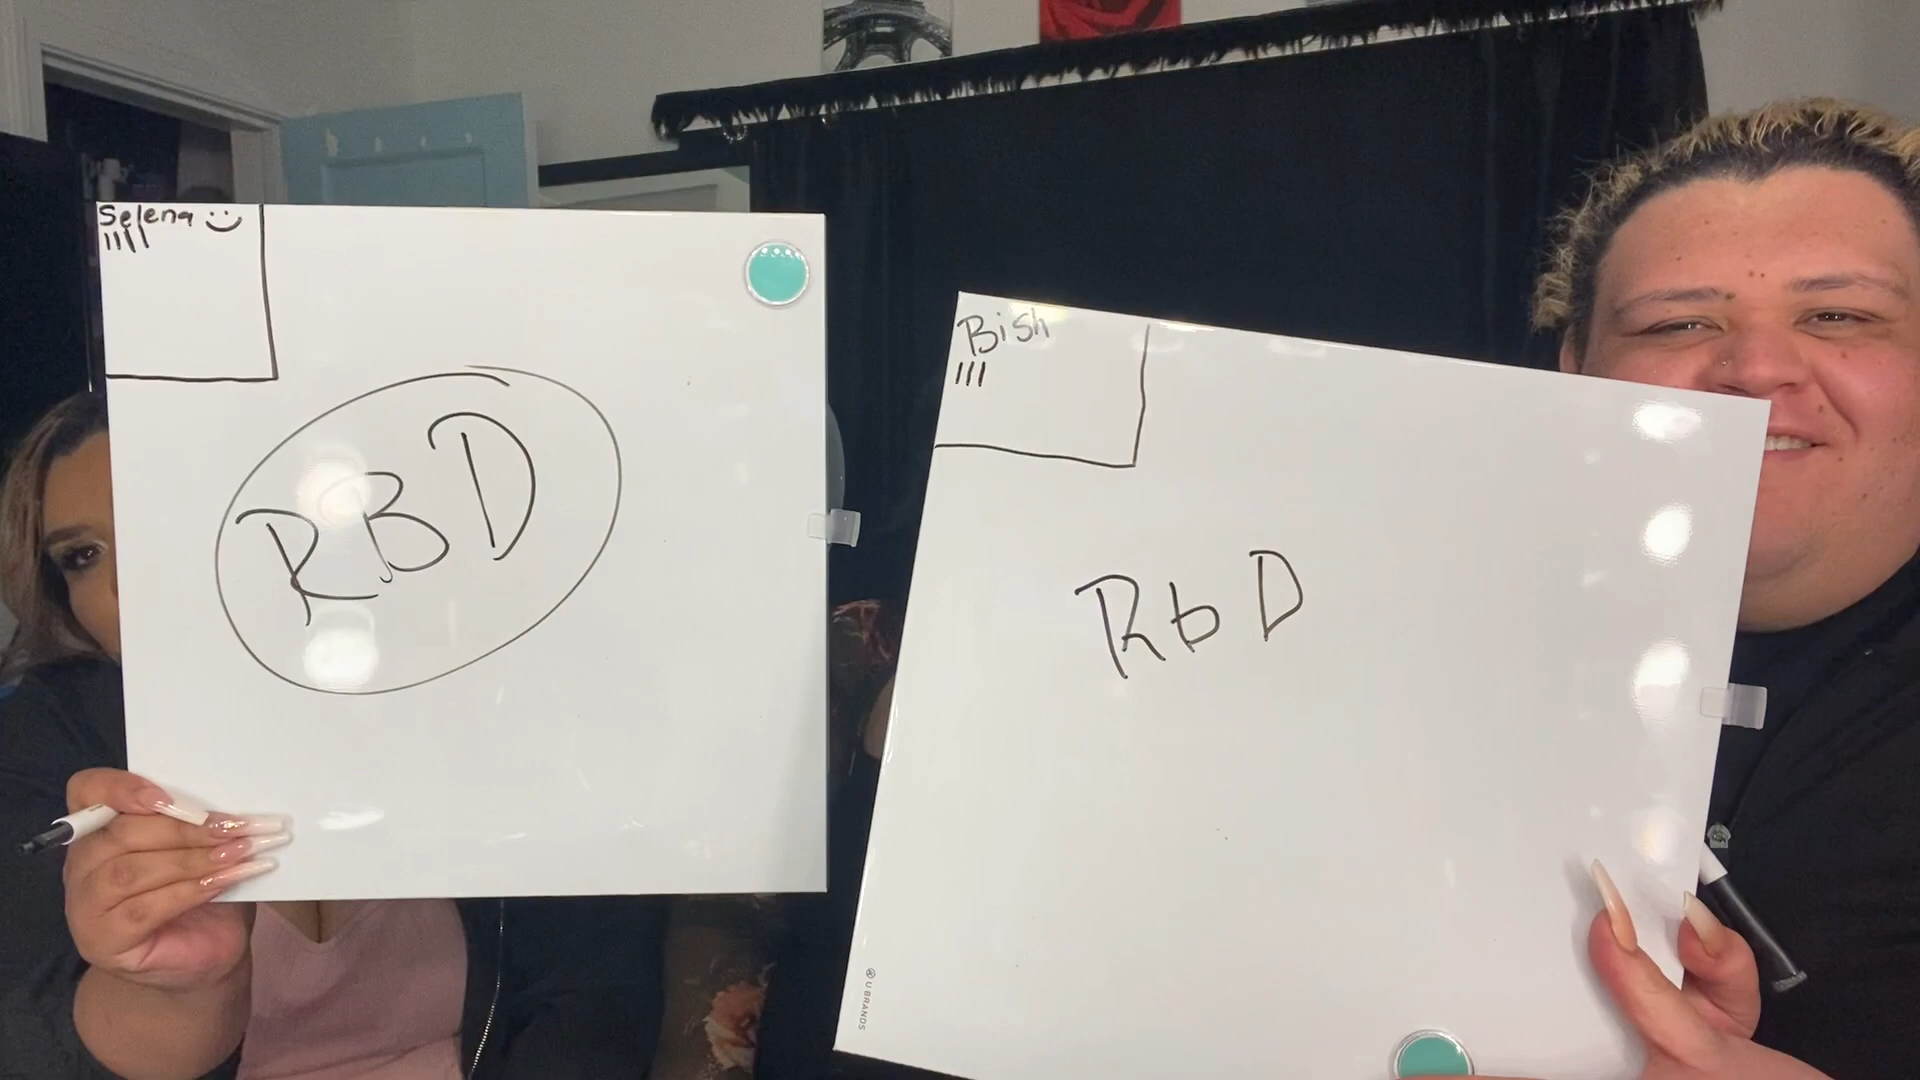 Selena
||||
RBD
Bish
|||
RbD
U BRANDS